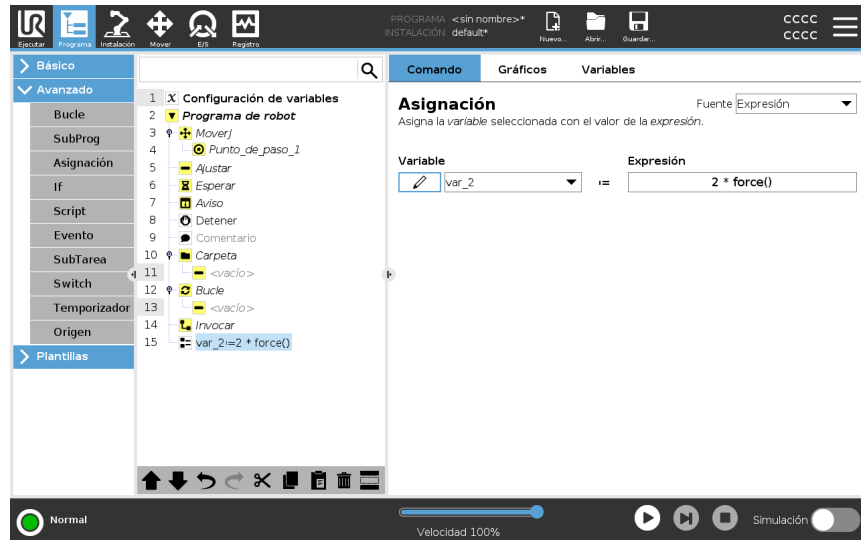 PROGRAMA <sin nombre>*
INSTALACIÓN default*
CCCC
CCCC
UR
Ejecutar Programa Instalación Mover E/S Registro Nuevo... Abrir... Guardar...
Básico
Avanzado
Bucle
SubProg
Asignación
If
Script
Evento
SubTarea
Switch
Temporizador
Origen
Plantillas
1 X Configuración de variables
2 Programa de robot
3 MoverJ
4 Punto_de_paso_1
5 Ajustar
6 Esperar
7 Aviso
8 Detener
9 Comentario
10 Carpeta
11 <vacío>
12 Bucle
13 <vacío>
14 Invocar
15 var_2:=2 * force()
Comando Gráficos Variables
Asignación
Fuente Expresión
Asigna la variable seleccionada con el valor de la expresión.
Variable Expresión
var_2 := 2 * force()
Normal
Velocidad 100%
Simulación